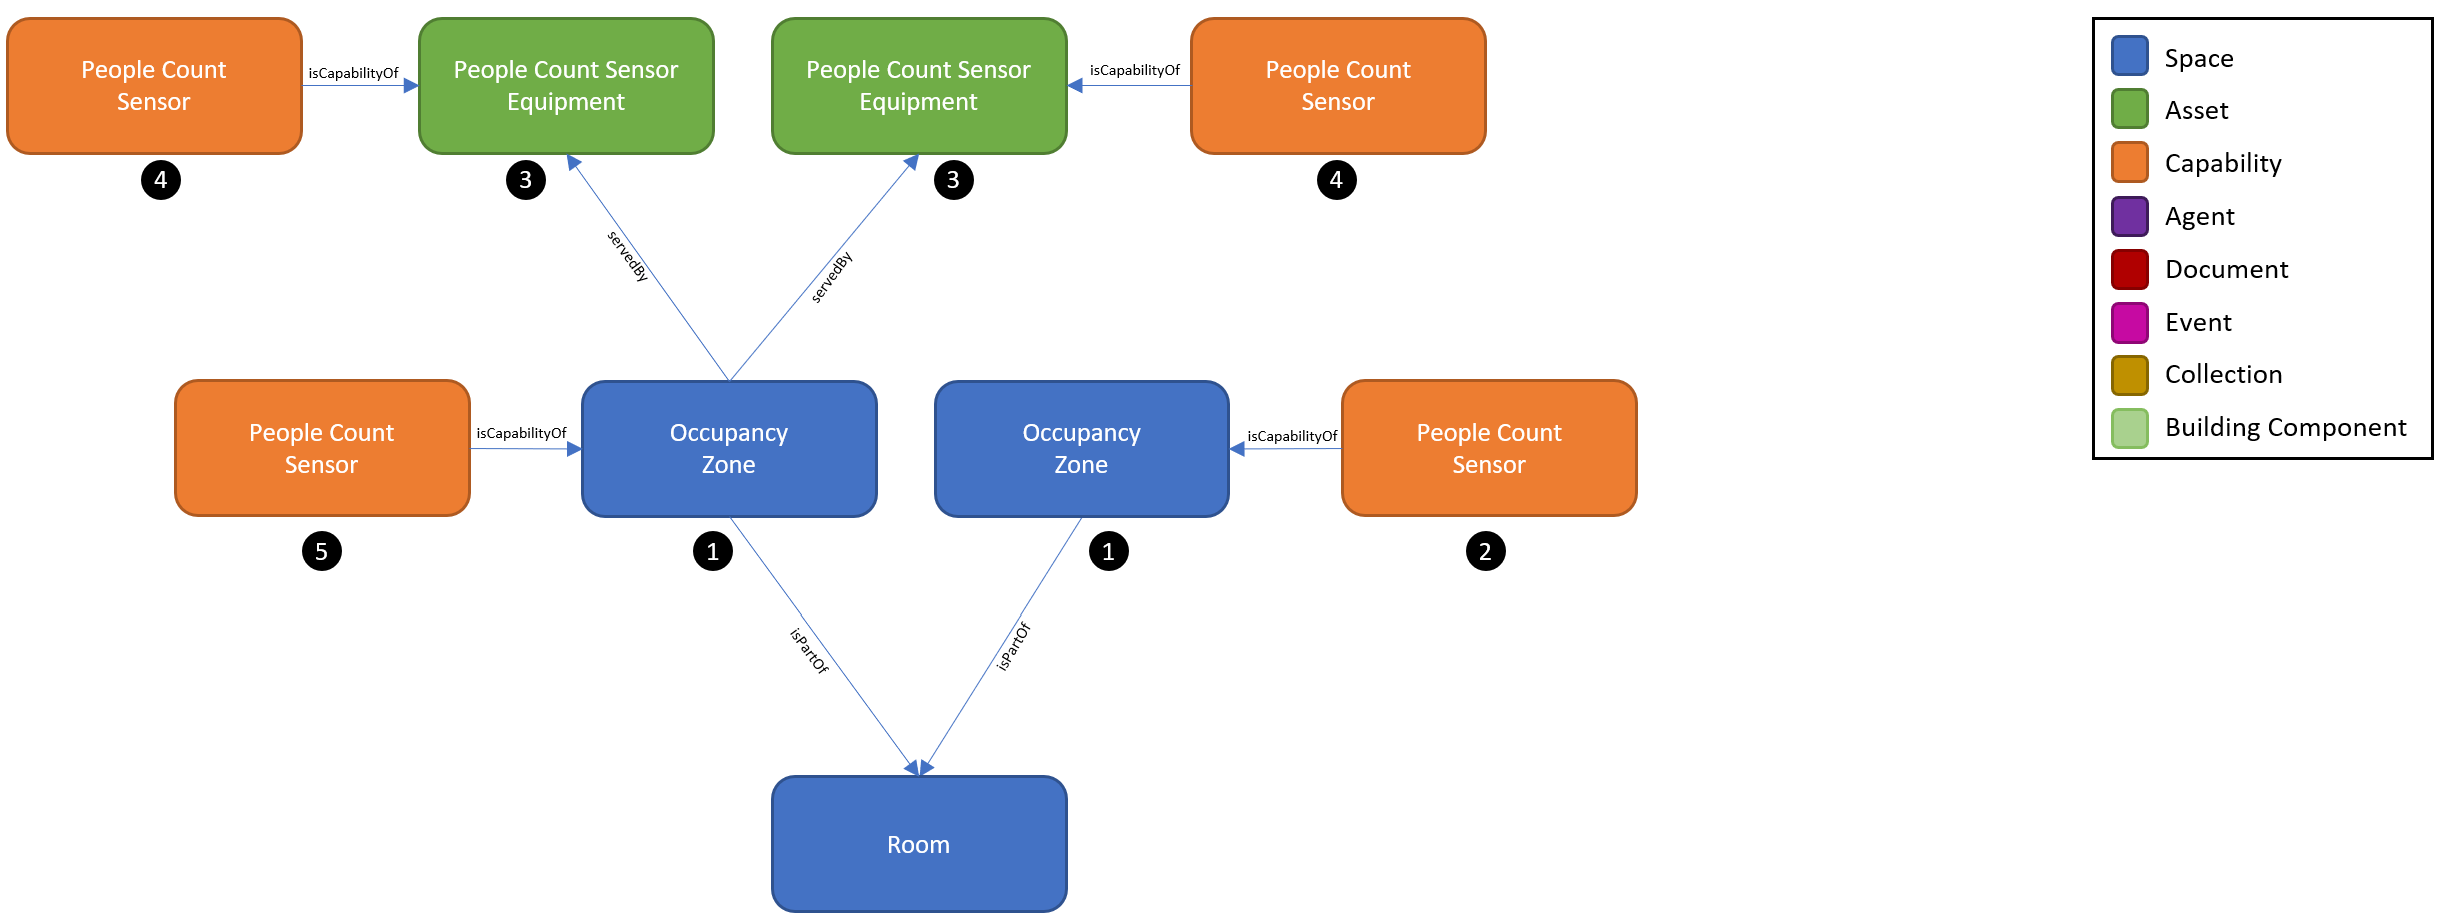 People Count
Sensor
isCapabilityOf
People Count Sensor
Equipment
People Count Sensor
Equipment
isCapabilityOf
People Count
Sensor
4
3
3
4
servedBy
servedBy
People Count
Sensor
isCapabilityOf
Occupancy
Zone
Occupancy
Zone
isCapabilityOf
People Count
Sensor
5
1
1
2
isPartOf
isPartOf
Room
Space
Asset
Capability
Agent
Document
Event
Collection
Building Component